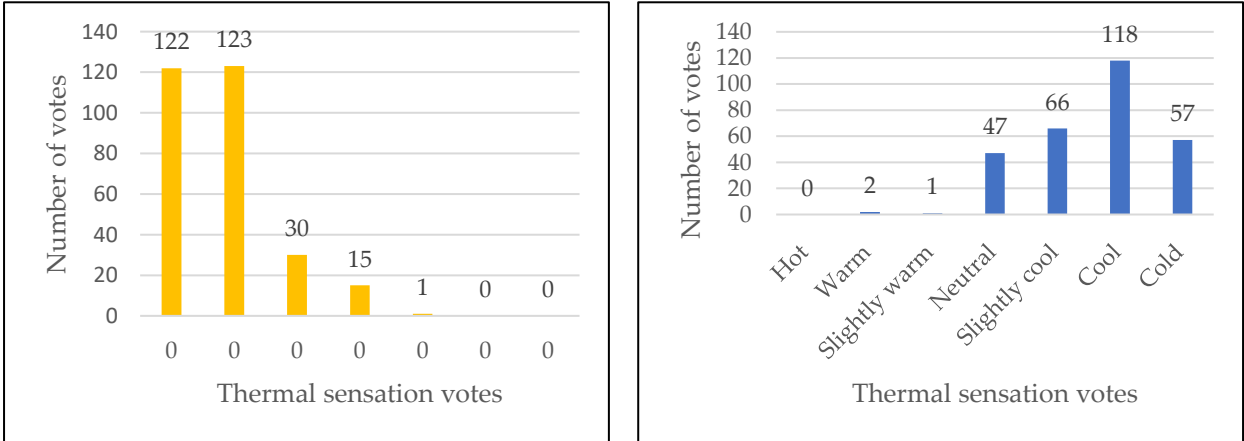 Number of votes
140
120
100
80
60
40
20
0
122
123
30
15
1
0
0
0 0 0 0 0 0 0
Thermal sensation votes
Number of votes
140
120
100
80
60
40
20
0
0
2
1
47
66
118
57
Hot
Warm
Slightly warm
Neutral
Slightly cool
Cool
Cold
Thermal sensation votes